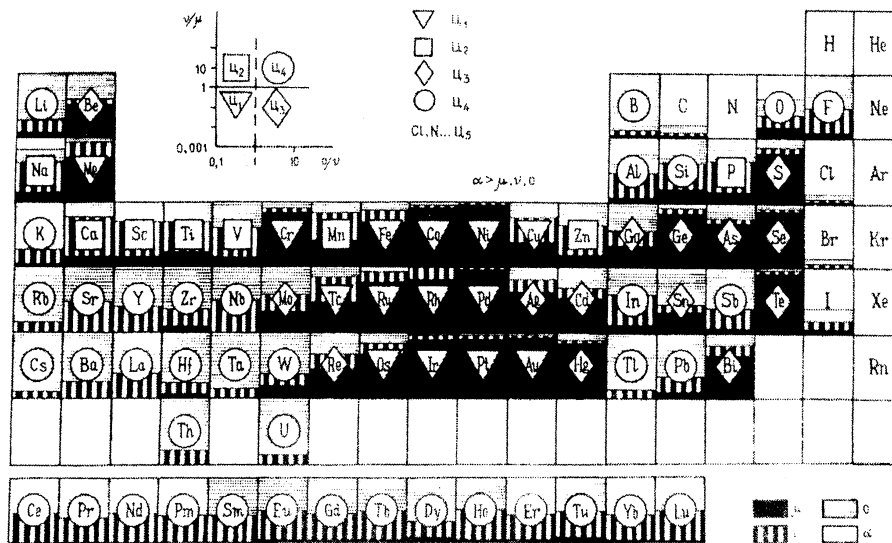 ν/μ
u₁
u₂
u₃
u₄
Cl,N... u₅
10
1
0,001
u₂ u₄
u₁ u₃
0,1 1 10 o/ν
α>μ,ν,o
H He
Li Be B C N O F Ne
Na Al Si P S Cl Ar
K Ca Sc Ti V Cr Mn Fe Co Ni Cu Zn Ga Ge As Se Br Kr
Rb Sr Y Zr Nb Mo Tc Ru Rh Pd Cd In Sn Sb Te I Xe
Cs Ba La Hf Ta W Re Os Ir Pt Au Hg Tl Pb Bi Rn
Th U
Ce Pr Nd Pm Sm Eu Gd Tb Dy Ho Er Tu Yb Lu
μ o
α